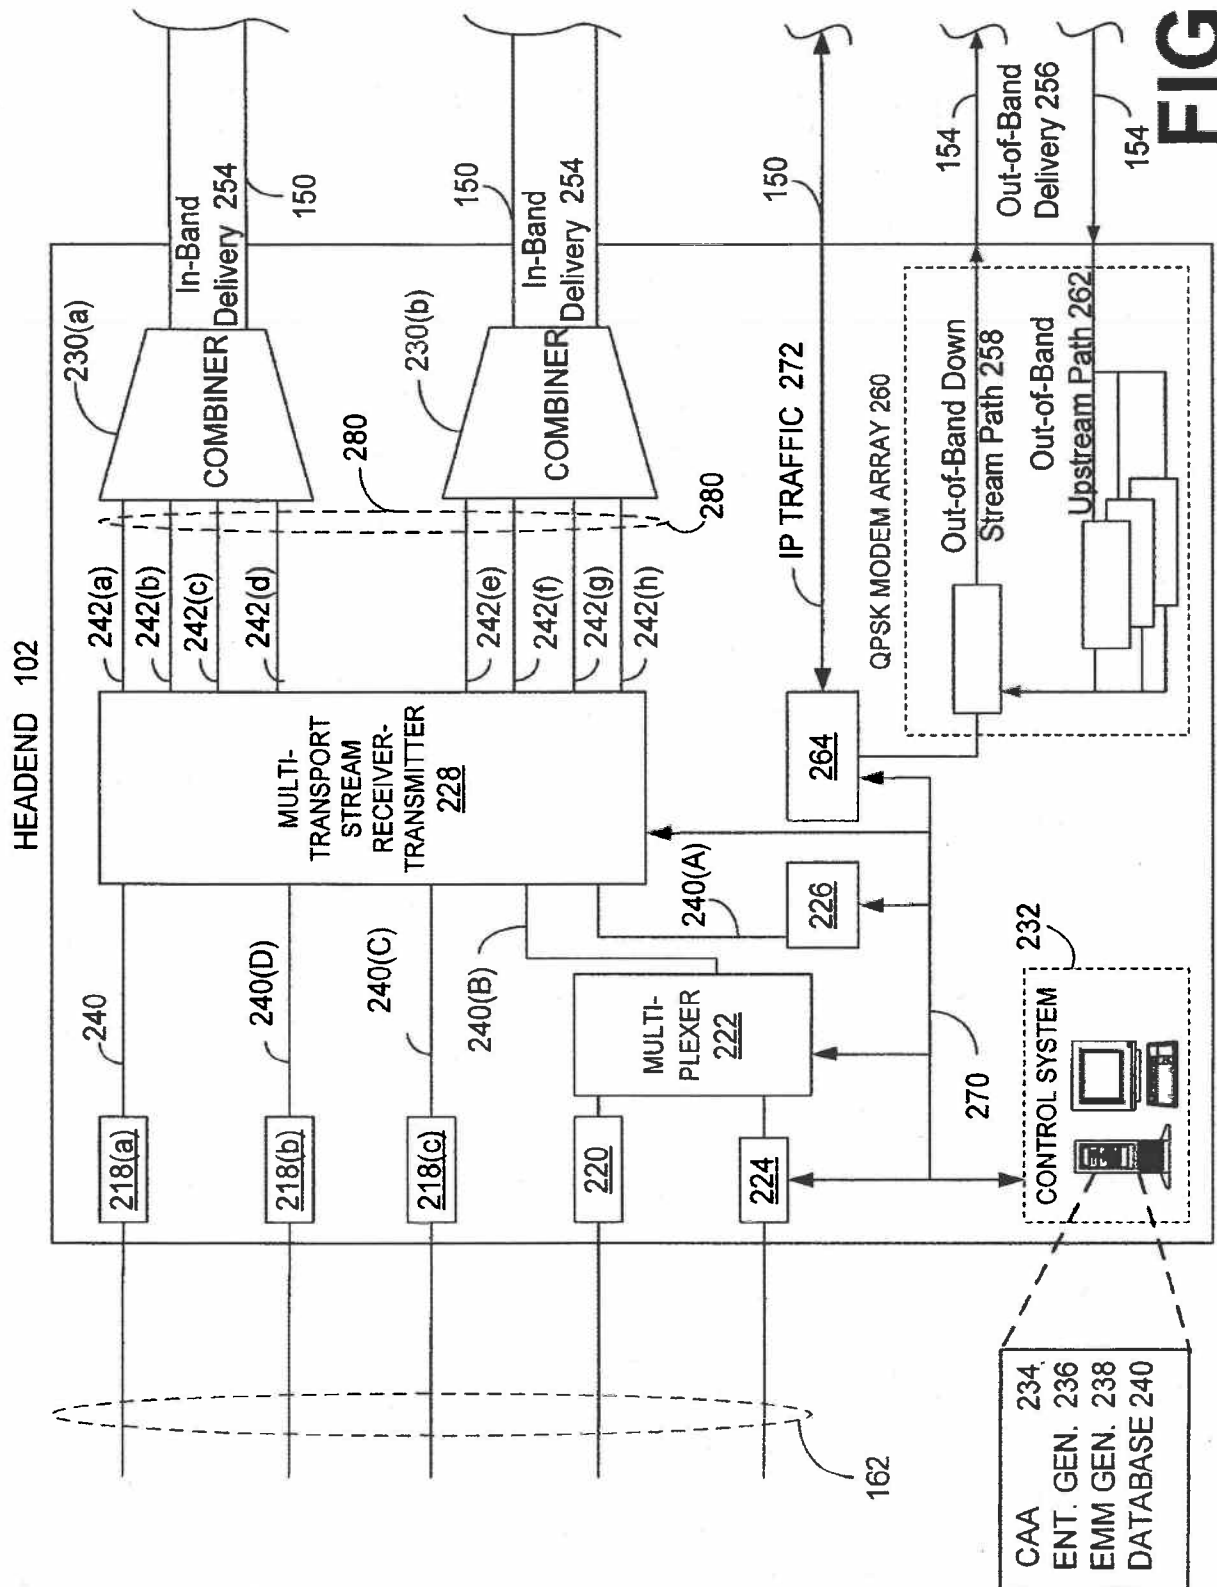 HEADEND 102
230(a)
COMBINER
In-Band
Delivery 254
150
230(b)
COMBINER
In-Band
Delivery 254
150
280
280
242(a)
242(b)
242(c)
242(d)
242(e)
242(f)
242(g)
242(h)
MULTI-
TRANSPORT
STREAM
RECEIVER-
TRANSMITTER
228
240
240(D)
240(C)
240(B)
240(A)
218(a)
218(b)
218(c)
220
224
MULTI-
PLEXER
222
226
264
IP TRAFFIC 272
150
QPSK MODEM ARRAY 260
Out-of-Band Down
Stream Path 258
Out-of-Band
Upstream Path 262
154
Out-of-Band
Delivery 256
154
270
232
CONTROL SYSTEM
162
CAA 234
ENT. GEN. 236
EMM GEN. 238
DATABASE 240
FIG